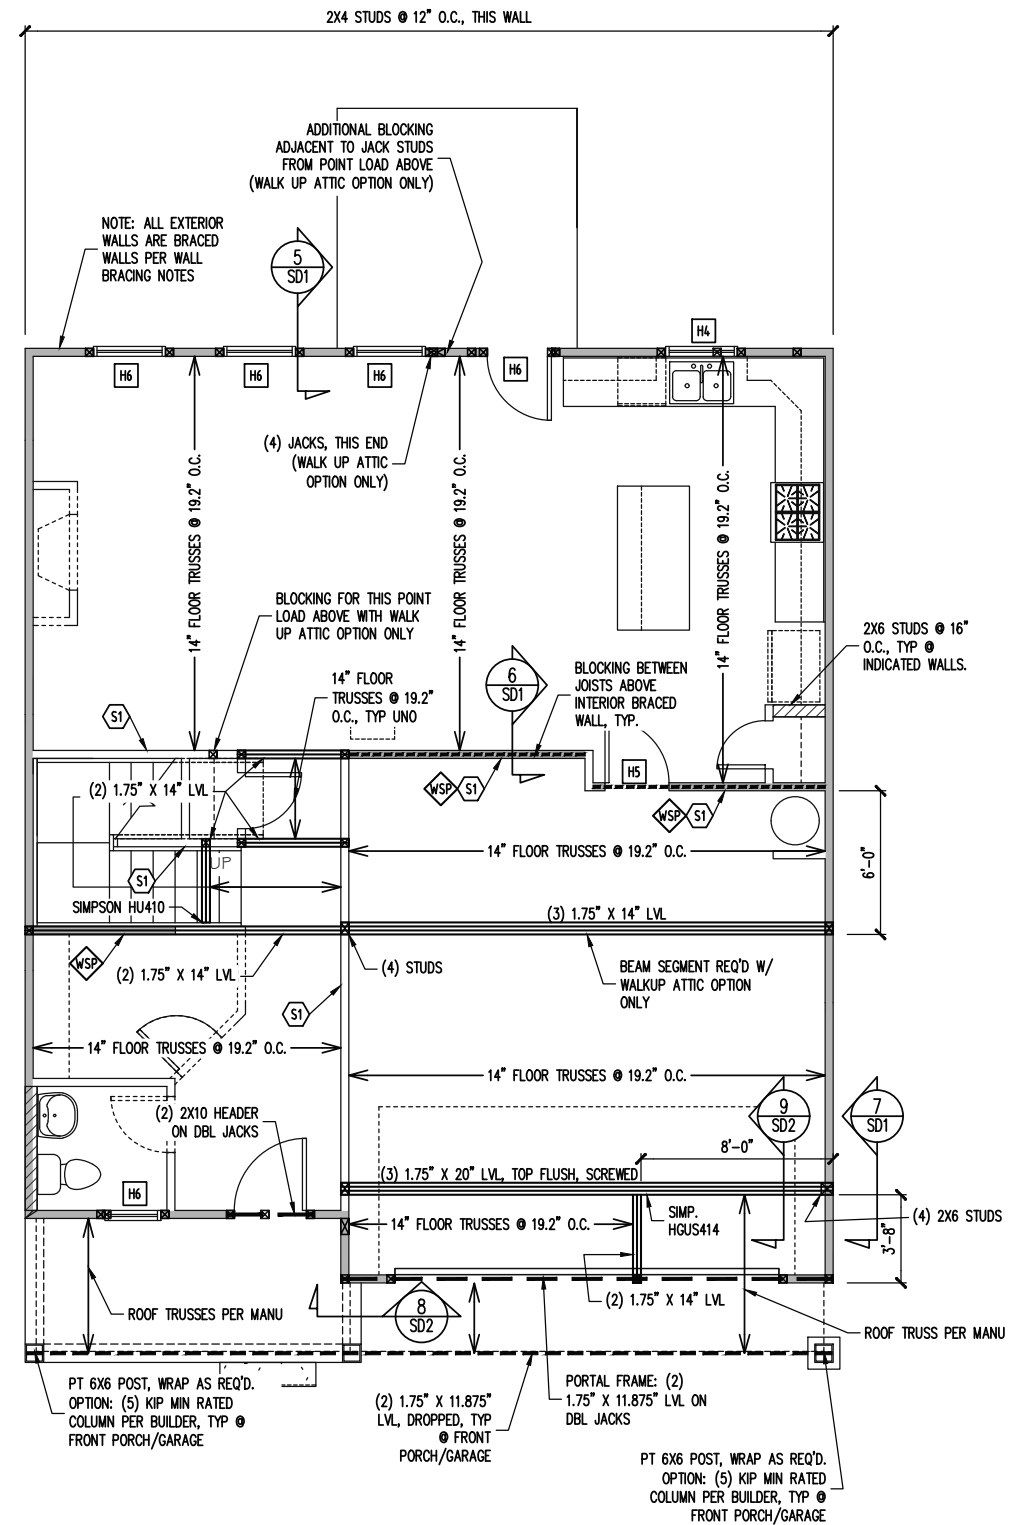 2X4 STUDS @ 12" O.C., THIS WALL
ADDITIONAL BLOCKING
ADJACENT TO JACK STUDS
FROM POINT LOAD ABOVE
(WALK UP ATTIC OPTION ONLY)
NOTE: ALL EXTERIOR
WALLS ARE BRACED
WALLS PER WALL
BRACING NOTES
5
SD1
H4
H6
H6
H6
H6
(4) JACKS, THIS END
(WALK UP ATTIC
OPTION ONLY)
14" FLOOR TRUSSES @ 19.2" O.C.
14" FLOOR TRUSSES @ 19.2" O.C.
14" FLOOR TRUSSES @ 19.2" O.C.
BLOCKING FOR THIS POINT
LOAD ABOVE WITH WALK
UP ATTIC OPTION ONLY
2X6 STUDS @ 16"
O.C., TYP @
INDICATED WALLS.
14" FLOOR
TRUSSES @ 19.2"
O.C., TYP UNO
6
SD1
BLOCKING BETWEEN
JOISTS ABOVE
INTERIOR BRACED
WALL, TYP.
S1
H5
(2) 1.75" X 14" LVL
WSP
S1
WSP
S1
14" FLOOR TRUSSES @ 19.2" O.C.
6'-0"
UP
S1
SIMPSON HU410
(3) 1.75" X 14" LVL
WSP
(2) 1.75" X 14" LVL
(4) STUDS
BEAM SEGMENT REQ'D W/
WALKUP ATTIC OPTION
ONLY
S1
14" FLOOR TRUSSES @ 19.2" O.C.
14" FLOOR TRUSSES @ 19.2" O.C.
(2) 2X10 HEADER
ON DBL JACKS
9
SD2
7
SD1
8'-0"
(3) 1.75" X 20" LVL, TOP FLUSH, SCREWED
H6
14" FLOOR TRUSSES @ 19.2" O.C.
SIMP.
HGUS414
(4) 2X6 STUDS
3'-8"
(2) 1.75" X 14" LVL
ROOF TRUSSES PER MANU
8
SD2
ROOF TRUSS PER MANU
PT 6X6 POST, WRAP AS REQ'D.
OPTION: (5) KIP MIN RATED
COLUMN PER BUILDER, TYP @
FRONT PORCH/GARAGE
(2) 1.75" X 11.875"
LVL, DROPPED, TYP
@ FRONT
PORCH/GARAGE
PORTAL FRAME: (2)
1.75" X 11.875" LVL ON
DBL JACKS
PT 6X6 POST, WRAP AS REQ'D.
OPTION: (5) KIP MIN RATED
COLUMN PER BUILDER, TYP @
FRONT PORCH/GARAGE